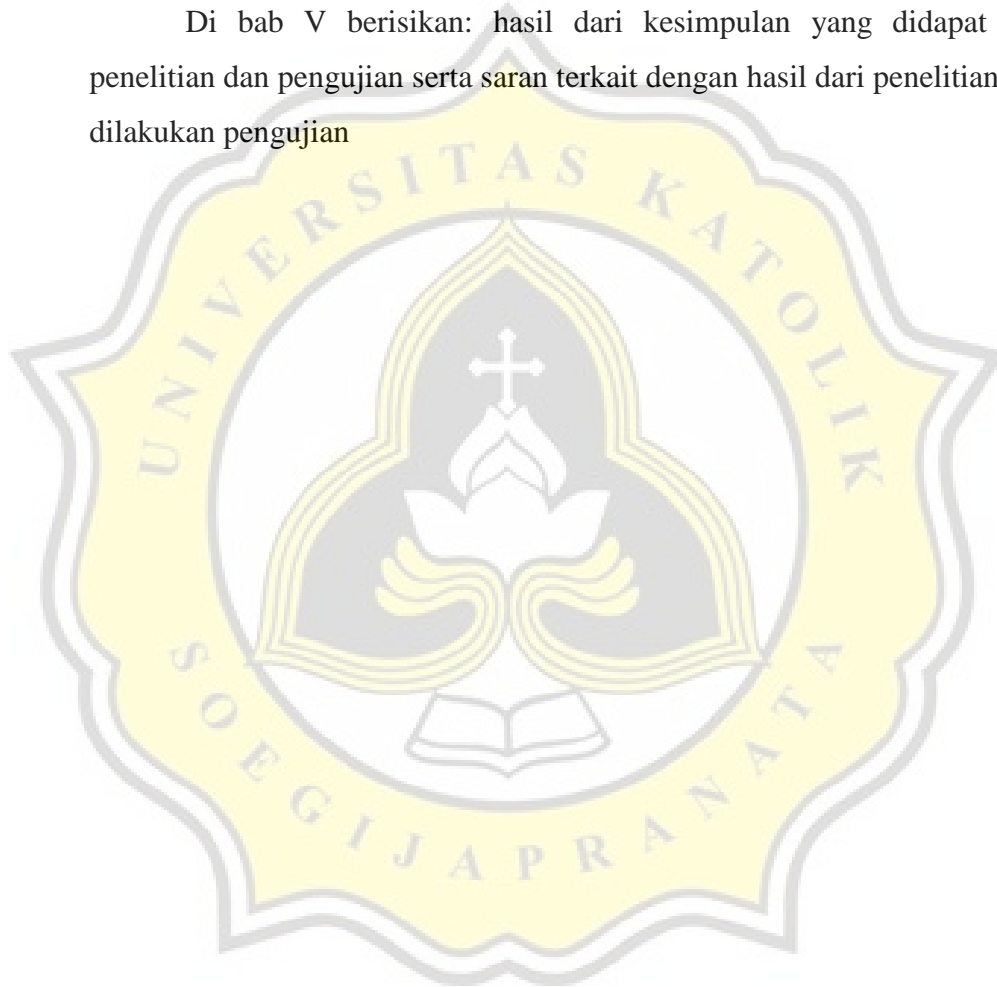 Di bab V berisikan: hasil dari kesimpulan yang didapat
penelitian dan pengujian serta saran terkait dengan hasil dari penelitian
dilakukan pengujian
UNIVERSITAS KATOLIK
SOEGIJAPRANATA